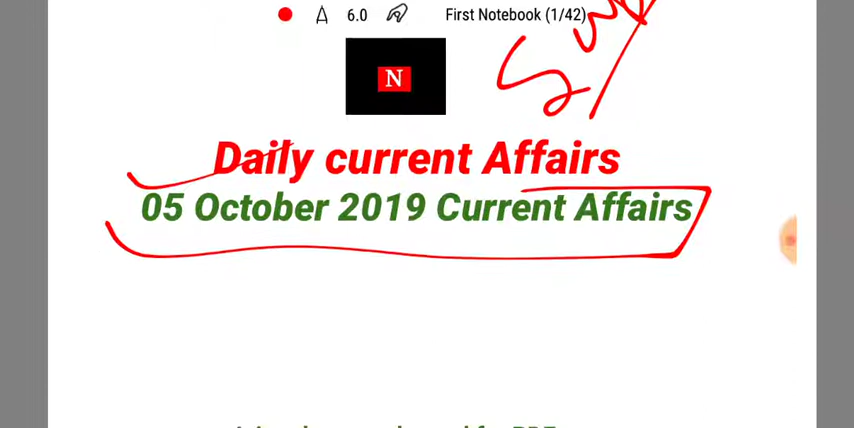 6.0 First Notebook (1/42)
N
Daily current Affairs
05 October 2019 Current Affairs